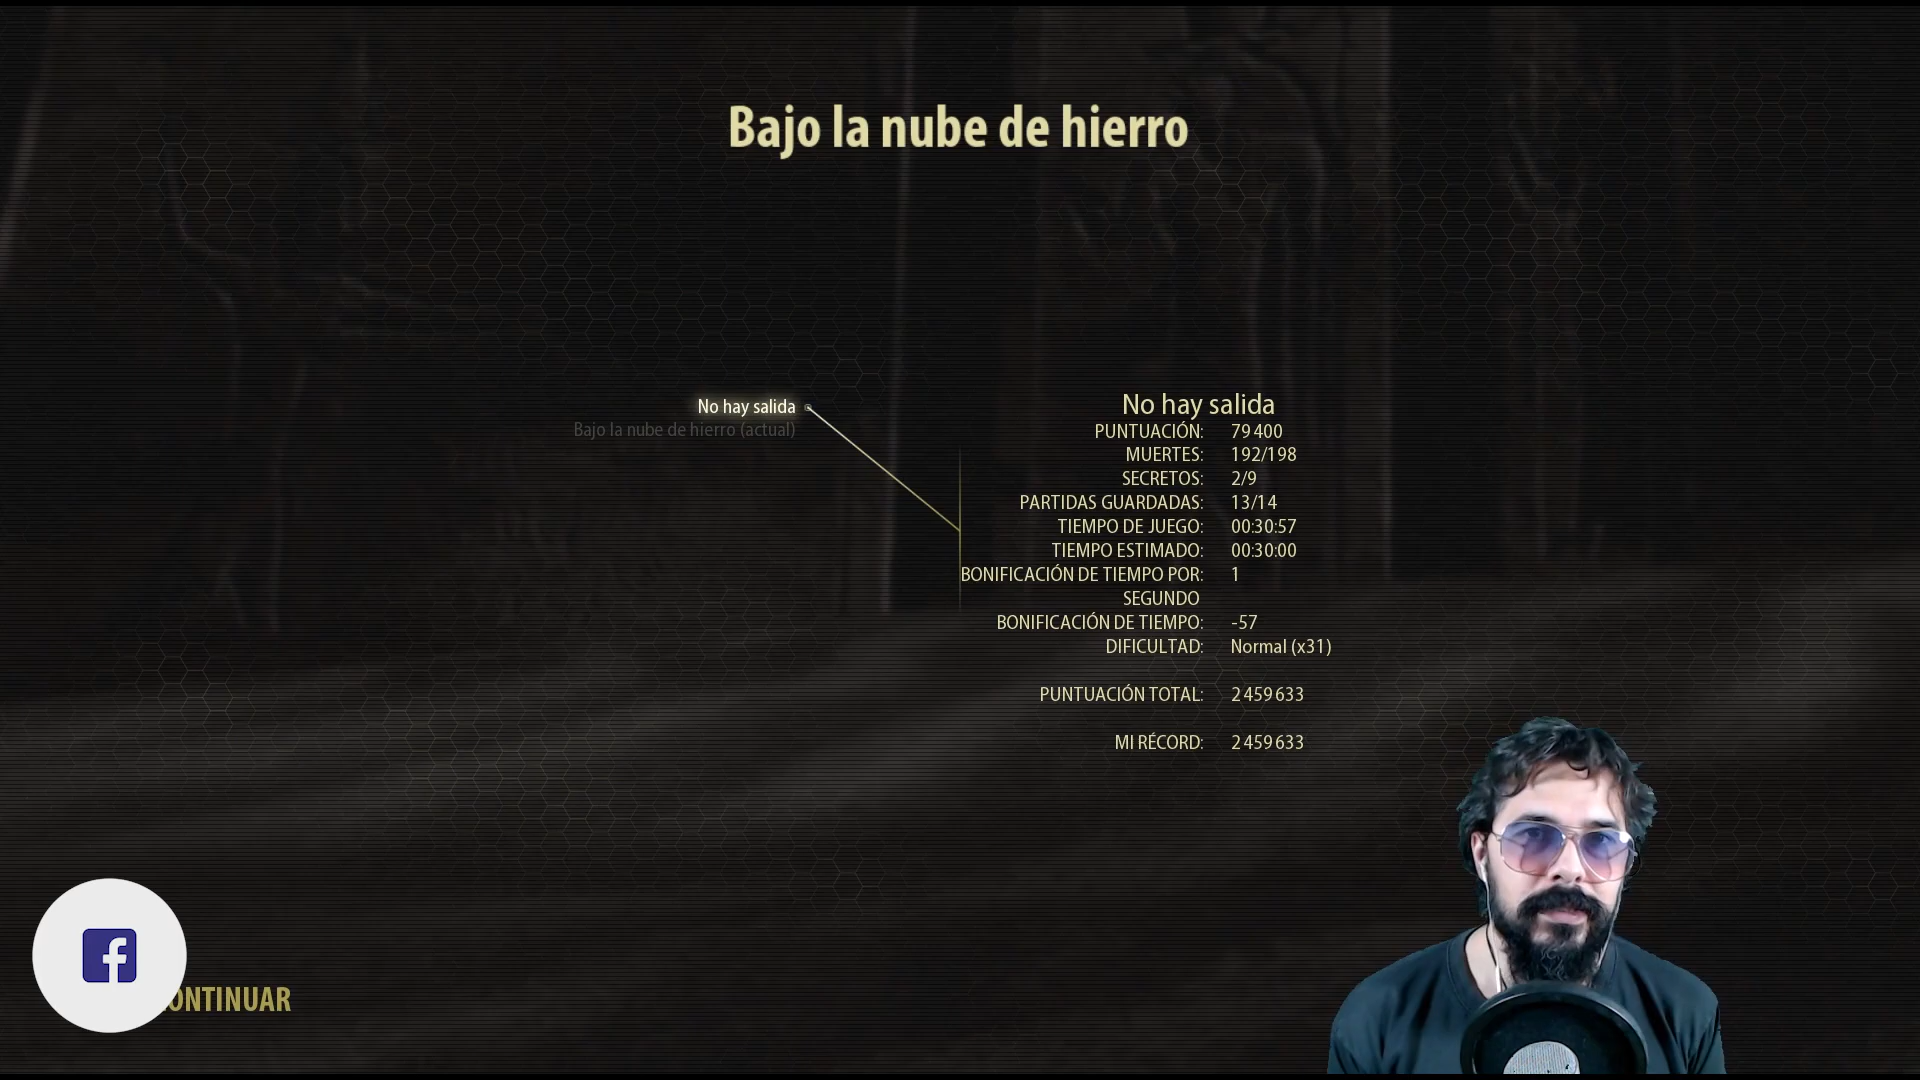 Bajo la nube de hierro
No hay salida
Bajo la nube de hierro (actual)
No hay salida
PUNTUACIÓN: 79 400
MUERTES: 192/198
SECRETOS: 2/9
PARTIDAS GUARDADAS: 13/14
TIEMPO DE JUEGO: 00:30:57
TIEMPO ESTIMADO: 00:30:00
BONIFICACIÓN DE TIEMPO POR: 1
SEGUNDO
BONIFICACIÓN DE TIEMPO: -57
DIFICULTAD: Normal (x31)
PUNTUACIÓN TOTAL: 2 459 633
MI RÉCORD: 2 459 633
ONTINUAR